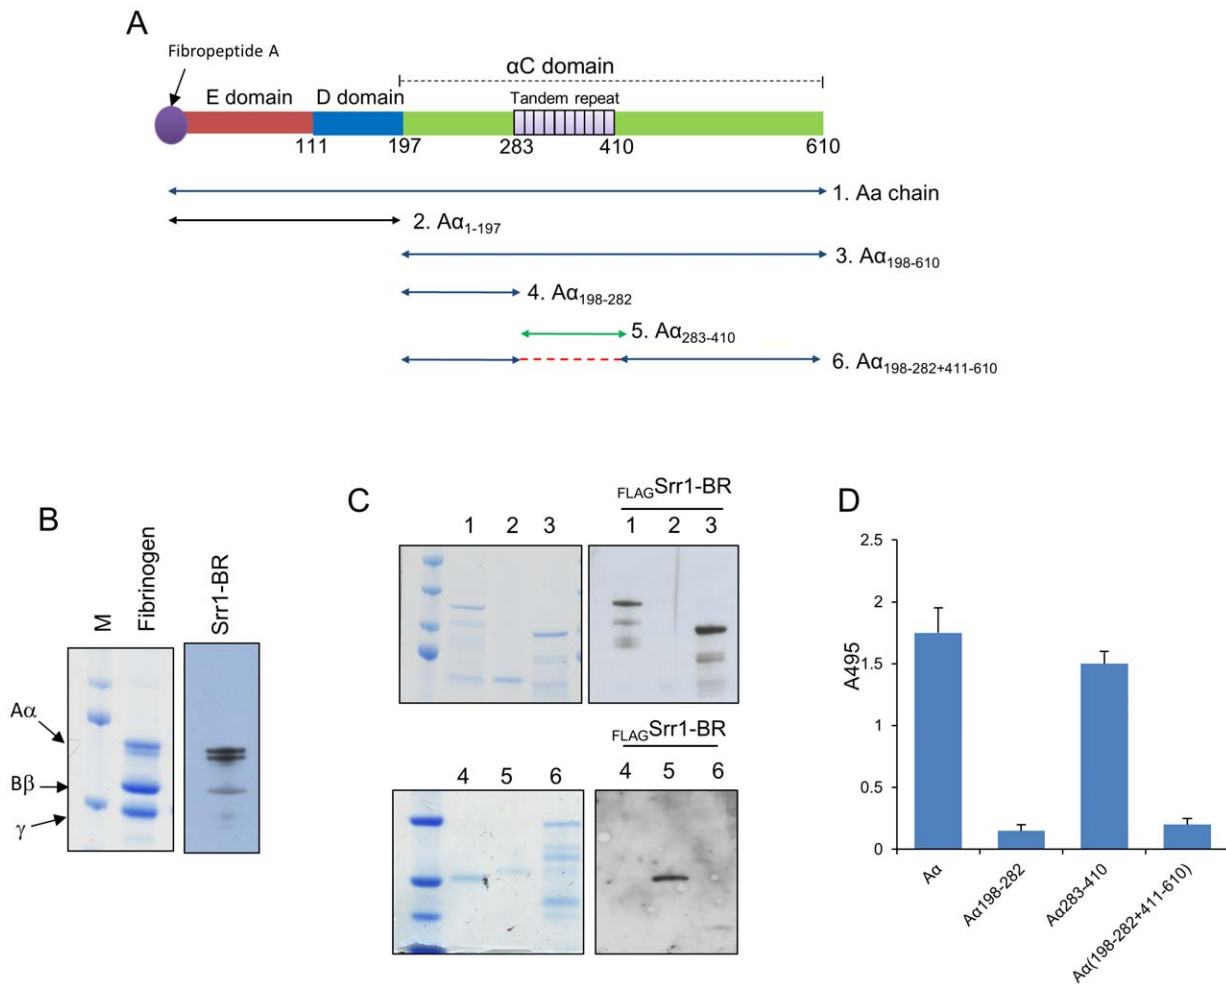 A
Fibropeptide A
αC domain
E domain D domain Tandem repeat
111 197 283 410 610
1. Aa chain
2. Aα1-197
3. Aα198-610
4. Aα198-282
5. Aα283-410
6. Aα198-282+411-610
B
M Fibrinogen Srr1-BR
Aα
Bβ
γ
C
FLAGSrr1-BR
1 2 3 1 2 3
FLAGSrr1-BR
4 5 6 4 5 6
D
2.5
2
1.5
1
0.5
0
A495
Aα Aα198-282 Aα283-410 Aα(198-282+411-610)